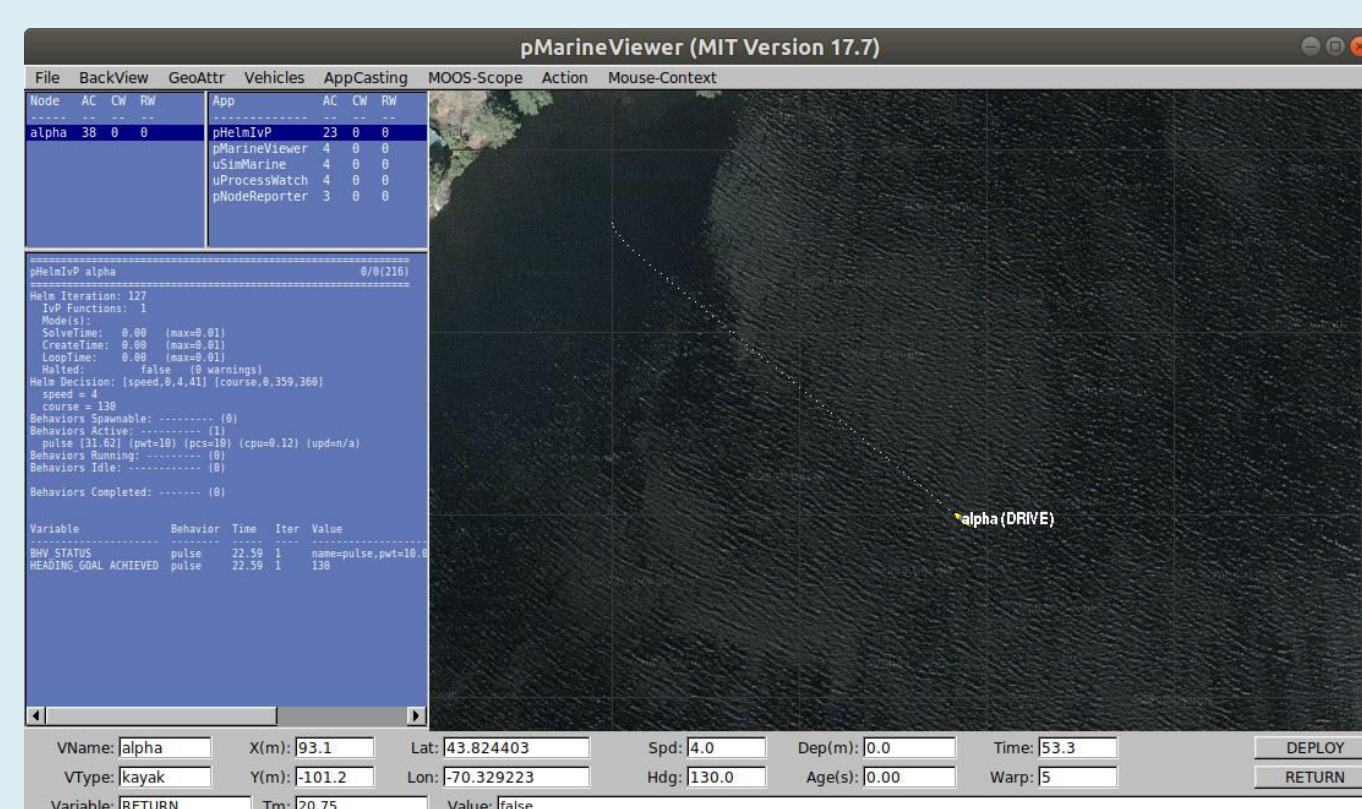 pMarineViewer (MIT Version 17.7)
File BackView GeoAttr Vehicles AppCasting MOOS-Scope Action Mouse-Context
Node AC CW RW App AC CW RW
----- -- -- -- ------------- -- -- --
alpha 38 0 0 pHelmIvP 23 0 0
pMarineViewer 4 0 0
uSimMarine 4 0 0
uProcessWatch 4 0 0
pNodeReporter 3 0 0
pHelmIvP alpha 0/0(216)
Helm Iteration: 127
IvP Functions: 1
Mode(s):
SolveTime: 0.00 (max=0.01)
CreateTime: 0.00 (max=0.01)
LoopTime: 0.00 (max=0.01)
Halted: false (0 warnings)
Helm Decision: [speed,0,4,41] [course,0,359,360]
speed = 4
course = 130
Behaviors Spawnable: --------- (0)
Behaviors Active: ---------- (1)
pulse [31.62] (pwt=10) (pcs=10) (cpu=0.12) (upd=n/a)
Behaviors Running: --------- (0)
Behaviors Idle: ------------ (0)
Behaviors Completed: ------- (0)
Variable Behavior Time Iter Value
BHV_STATUS pulse 22.59 1 name=pulse,pwt=10.0
HEADING_GOAL ACHIEVED pulse 22.59 1 130
alpha (DRIVE)
VName: alpha X(m): 93.1 Lat: 43.824403 Spd: 4.0 Dep(m): 0.0 Time: 53.3 DEPLOY
VType: kayak Y(m): -101.2 Lon: -70.329223 Hdg: 130.0 Age(s): 0.00 Warp: 5 RETURN
Variable: RETURN Tm: 20.75 Value: false